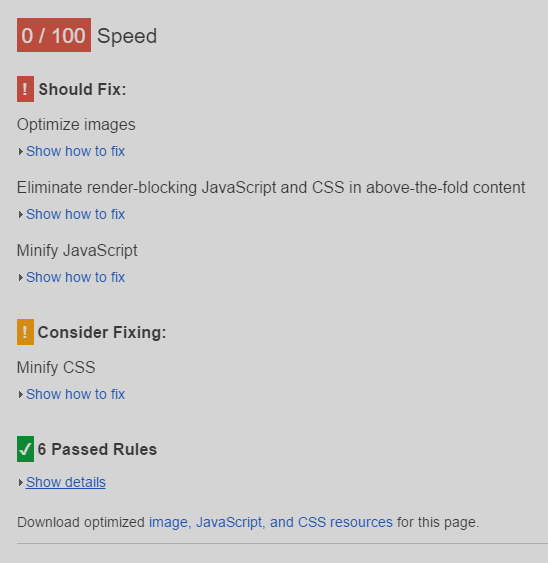 0 / 100 Speed
! Should Fix:
Optimize images
Show how to fix
Eliminate render-blocking JavaScript and CSS in above-the-fold content
Show how to fix
Minify JavaScript
Show how to fix
! Consider Fixing:
Minify CSS
Show how to fix
6 Passed Rules
Show details
Download optimized image, JavaScript, and CSS resources for this page.